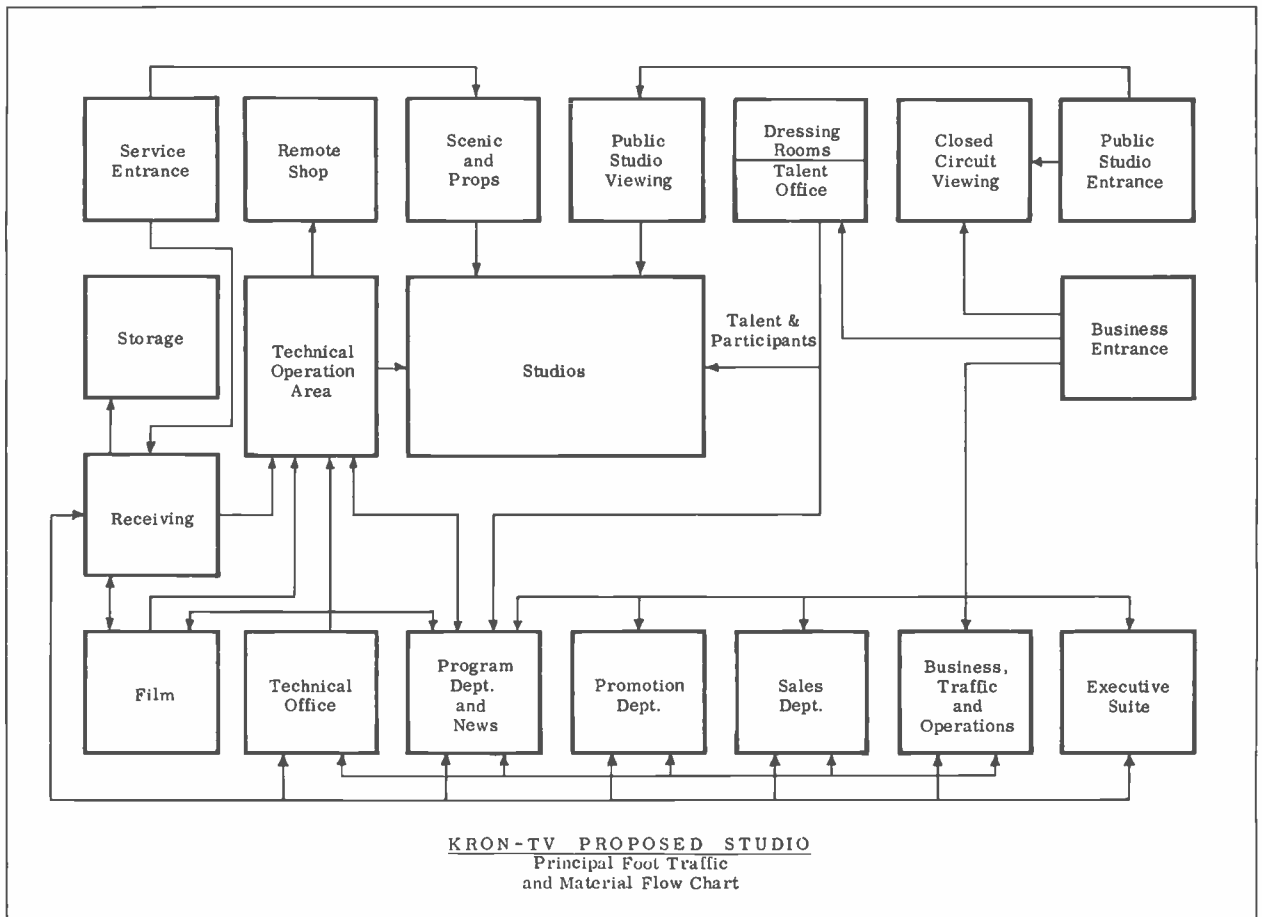 Service
Entrance
Remote
Shop
Scenic
and
Props
Public
Studio
Viewing
Dressing
Rooms
Talent
Office
Closed
Circuit
Viewing
Public
Studio
Entrance
Storage
Technical
Operation
Area
Studios
Talent &
Participants
Business
Entrance
Receiving
Film
Technical
Office
Program
Dept.
and
News
Promotion
Dept.
Sales
Dept.
Business,
Traffic
and
Operations
Executive
Suite
KRON-TV PROPOSED STUDIO
Principal Foot Traffic
and Material Flow Chart